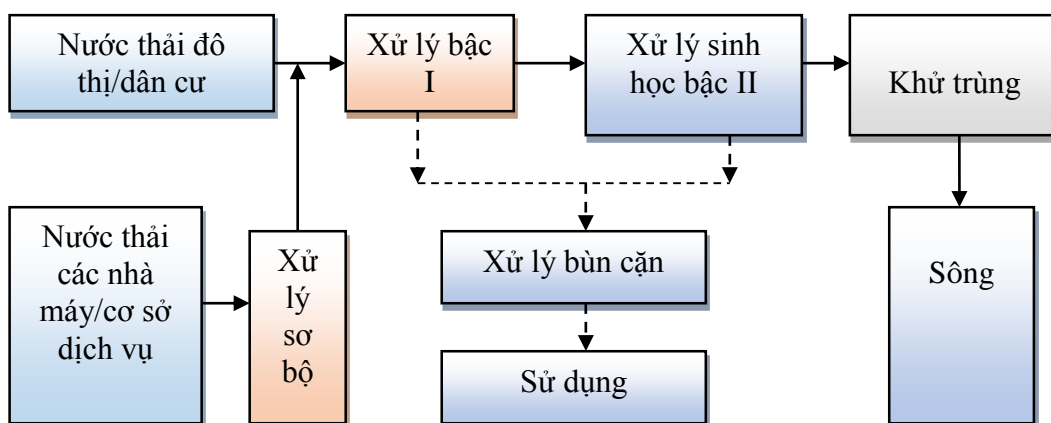 Nước thải đô
thị/dân cư
Xử lý bậc
I
Xử lý sinh
học bậc II
Khử trùng
Nước thải
các nhà
máy/cơ sở
dịch vụ
Xử
lý
sơ
bộ
Xử lý bùn cặn
Sử dụng
Sông